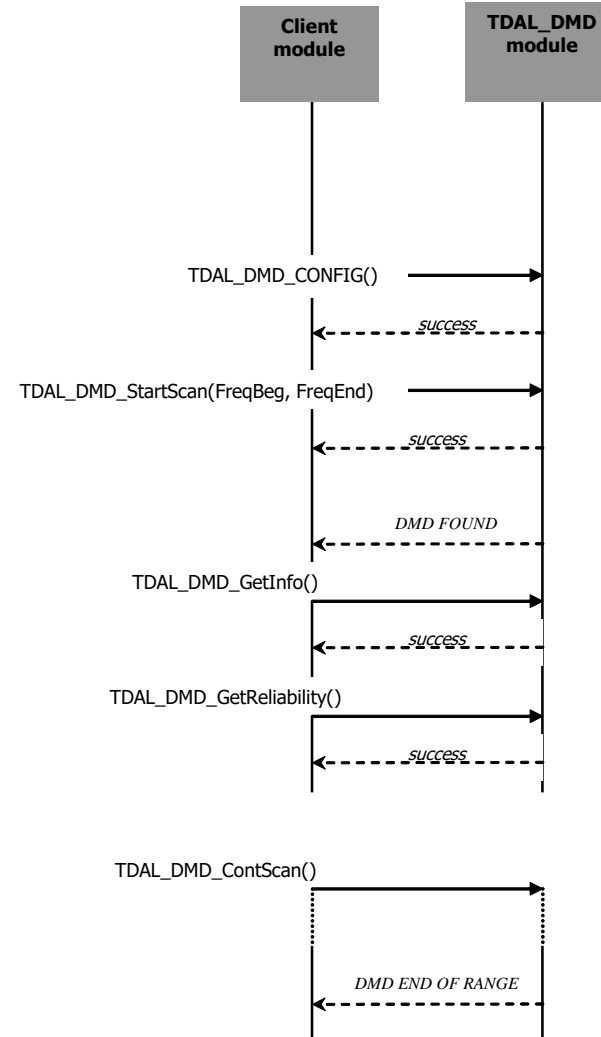 Client
module
TDAL_DMD
module
TDAL_DMD_CONFIG()
success
TDAL_DMD_StartScan(FreqBeg, FreqEnd)
success
DMD FOUND
TDAL_DMD_GetInfo()
success
TDAL_DMD_GetReliability()
success
TDAL_DMD_ContScan()
DMD END OF RANGE